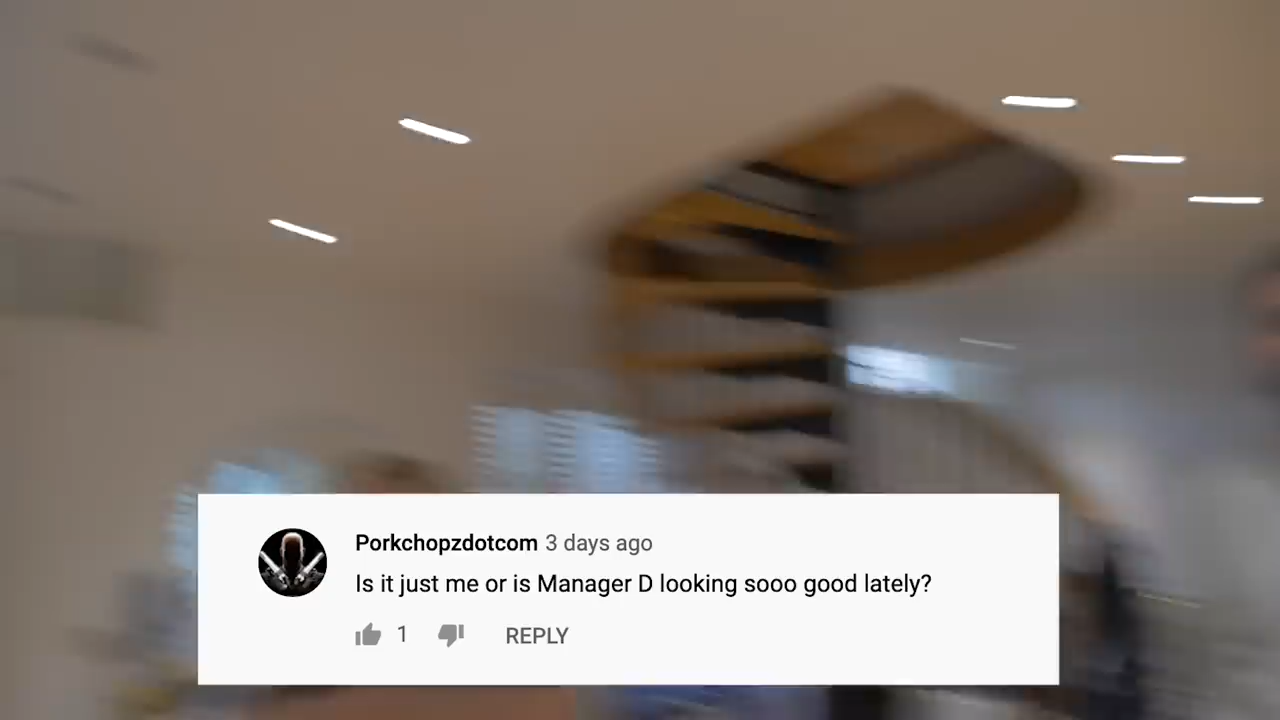 Porkchopzdotcom 3 days ago
Is it just me or is Manager D looking sooo good lately?
1 REPLY